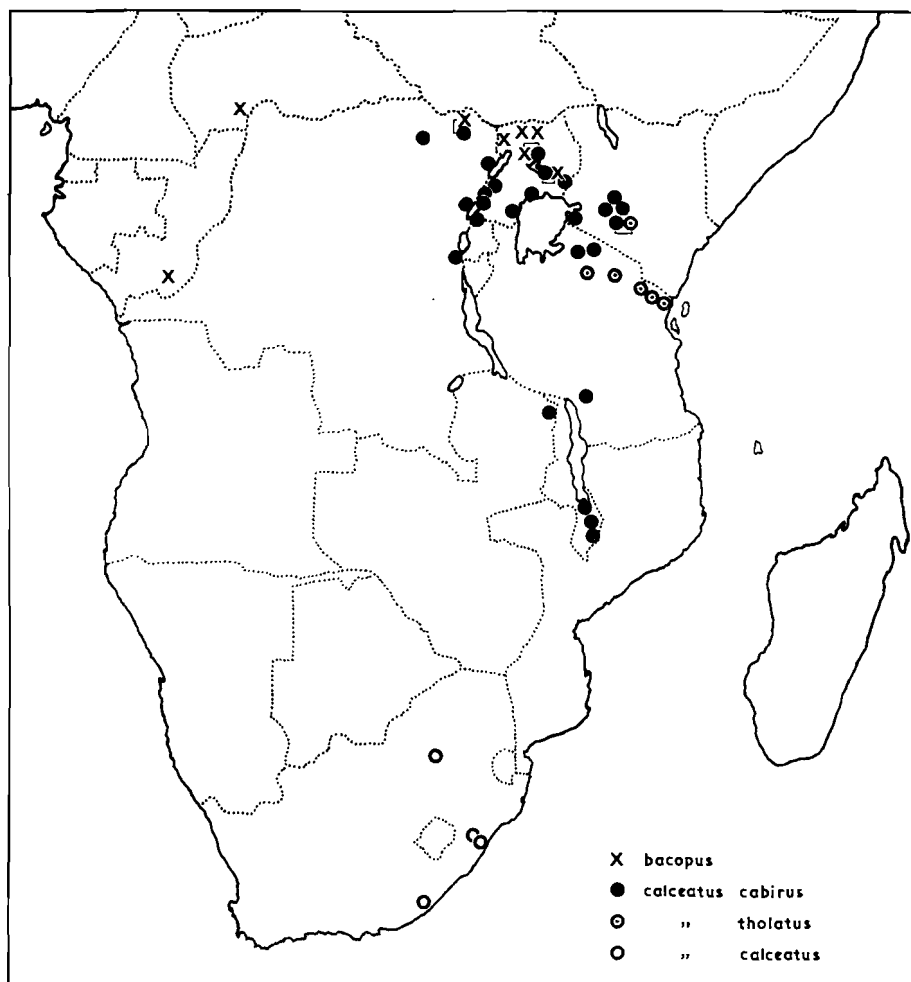 X bacopus
● calceatus cabirus
⊙ „ tholatus
○ „ calceatus